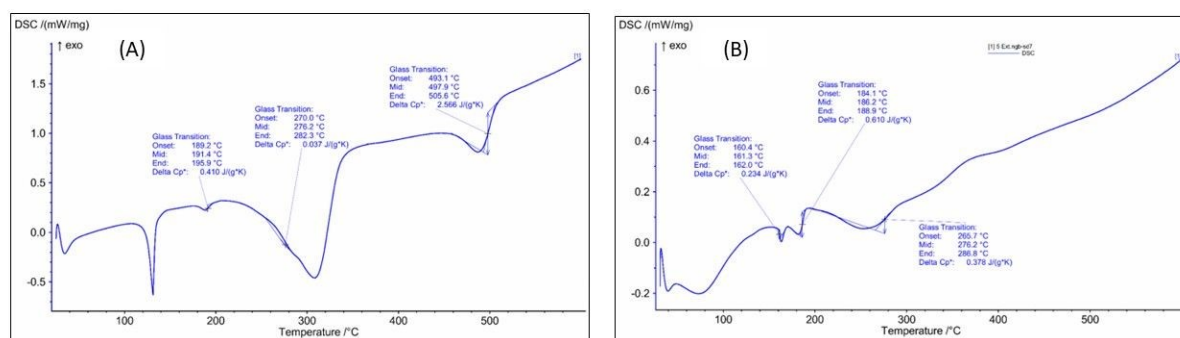 DSC /(mW/mg)
↑ exo
(A)
[1]
Glass Transition:
Onset: 493.1 °C
Mid: 497.9 °C
End: 505.6 °C
Delta Cp*: 2.566 J/(g*K)
Glass Transition:
Onset: 270.0 °C
Mid: 276.2 °C
End: 282.3 °C
Delta Cp*: 0.037 J/(g*K)
Glass Transition:
Onset: 189.2 °C
Mid: 191.4 °C
End: 195.9 °C
Delta Cp*: 0.410 J/(g*K)
1.5
1.0
0.5
0.0
-0.5
100 200 300 400 500
Temperature /°C
DSC /(mW/mg)
↑ exo
(B)
[1] 5 Ext.ngb-sd7
DSC
[1]
Glass Transition:
Onset: 184.1 °C
Mid: 186.2 °C
End: 188.9 °C
Delta Cp*: 0.610 J/(g*K)
Glass Transition:
Onset: 160.4 °C
Mid: 161.3 °C
End: 162.0 °C
Delta Cp*: 0.234 J/(g*K)
Glass Transition:
Onset: 265.7 °C
Mid: 276.2 °C
End: 286.8 °C
Delta Cp*: 0.378 J/(g*K)
0.6
0.4
0.2
0.0
-0.2
100 200 300 400 500
Temperature /°C